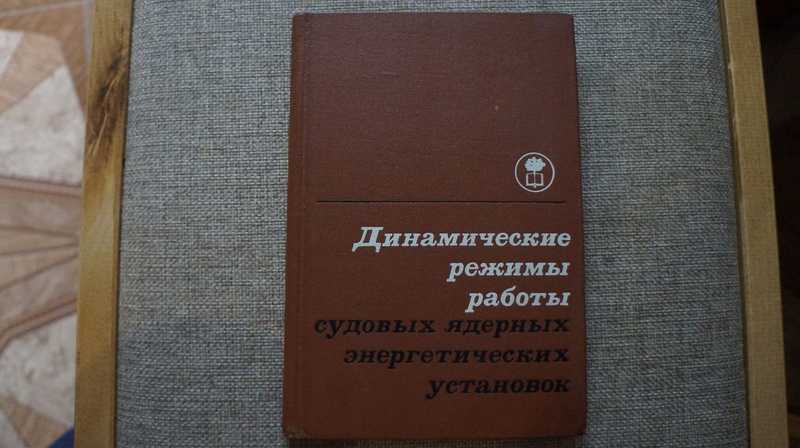 Динамические
режимы
работы
судовых ядерных
энергетических
установок